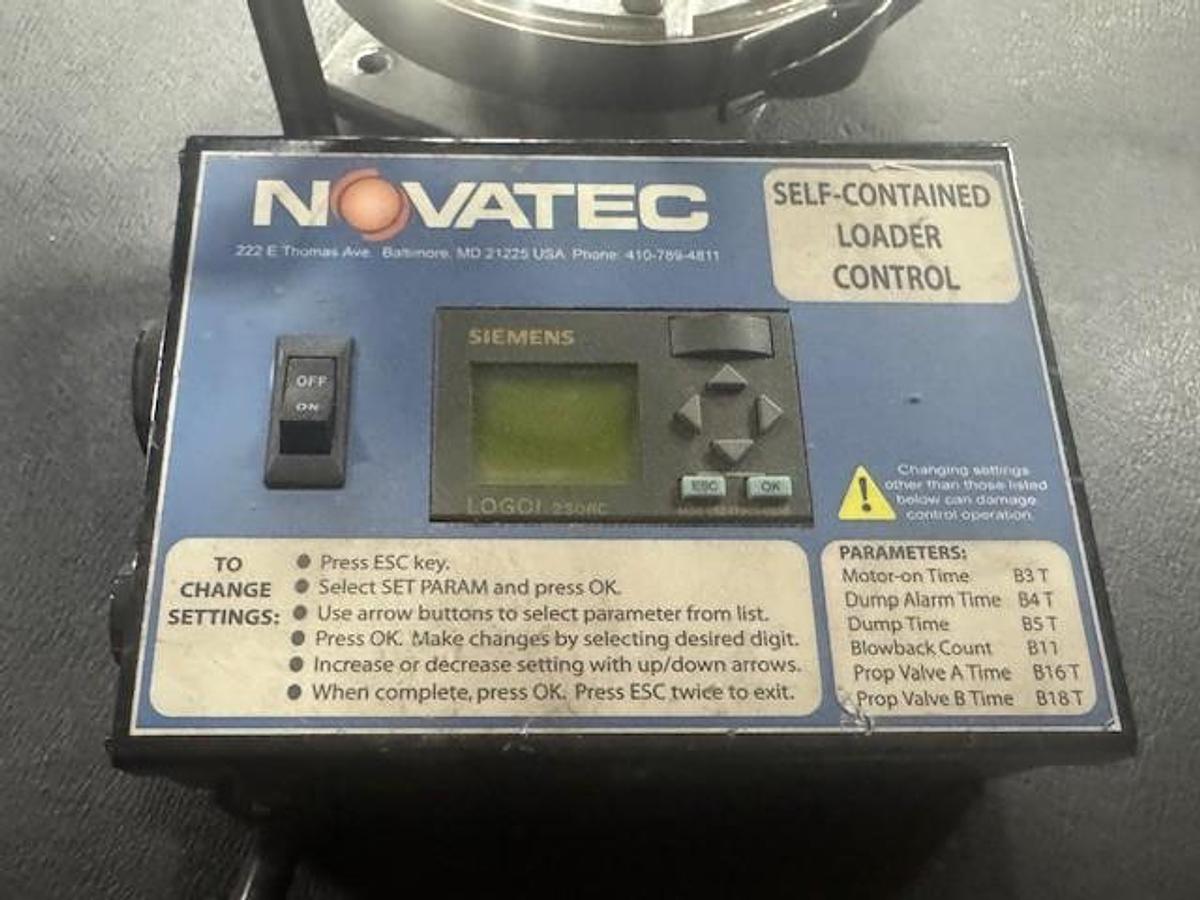 NOVATEC
222 E Thomas Ave. Baltimore, MD 21225 USA Phone: 410-789-4811
SELF-CONTAINED
LOADER
CONTROL
SIEMENS
OFF
ON
ESC OK
LOGO! 230RC
Changing settings
other than those listed
below can damage
control operation.
TO
CHANGE
SETTINGS:
● Press ESC key.
● Select SET PARAM and press OK.
● Use arrow buttons to select parameter from list.
● Press OK. Make changes by selecting desired digit.
● Increase or decrease setting with up/down arrows.
● When complete, press OK. Press ESC twice to exit.
PARAMETERS:
Motor-on Time B3 T
Dump Alarm Time B4 T
Dump Time B5 T
Blowback Count B11
Prop Valve A Time B16 T
Prop Valve B Time B18 T